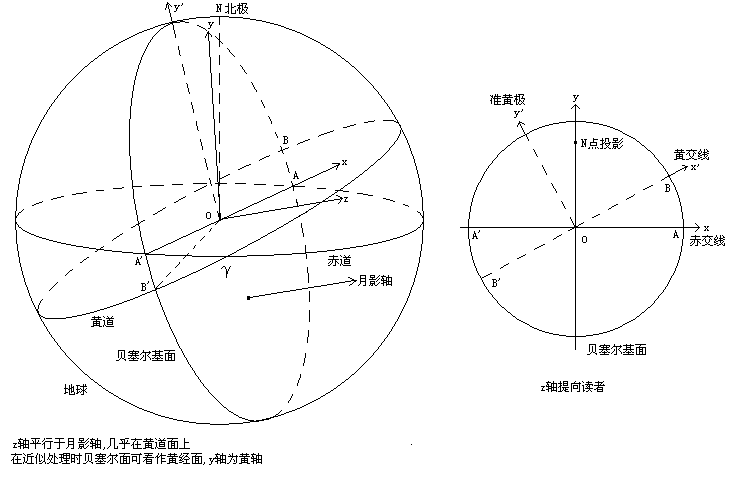 y'
N北极
y
B
x
A
z
O
A'
B'
γ
赤道
月影轴
黄道
贝塞尔基面
地球
y
准黄极
y'
N点投影
黄交线
x'
B
A'
O
A
x
赤交线
B'
贝塞尔基面
z轴提向读者
z轴平行于月影轴,几乎在黄道面上
在近似处理时贝塞尔面可看作黄经面,y轴为黄轴